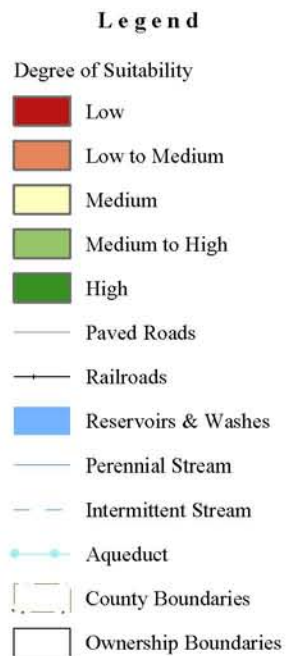 Legend
Degree of Suitability
Low
Low to Medium
Medium
Medium to High
High
Paved Roads
Railroads
Reservoirs & Washes
Perennial Stream
Intermittent Stream
Aqueduct
County Boundaries
Ownership Boundaries